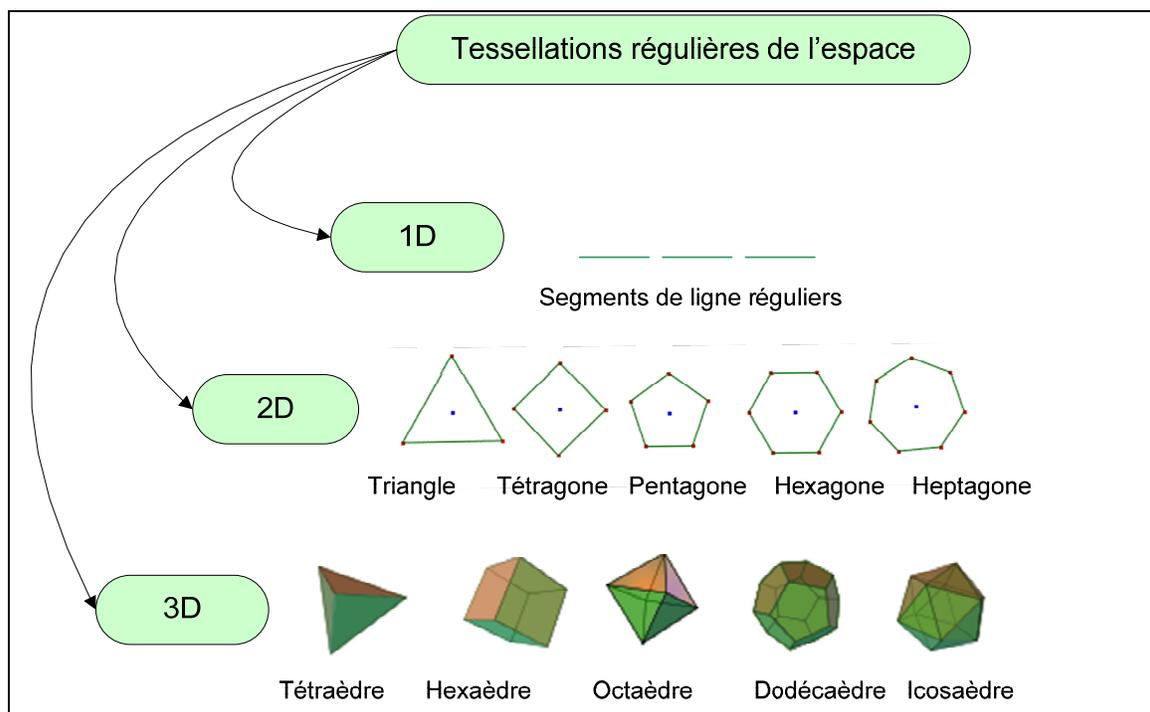 Tessellations régulières de l’espace
1D
Segments de ligne réguliers
2D
Triangle Tétragone Pentagone Hexagone Heptagone
3D
Tétraèdre Hexaèdre Octaèdre Dodécaèdre Icosaèdre